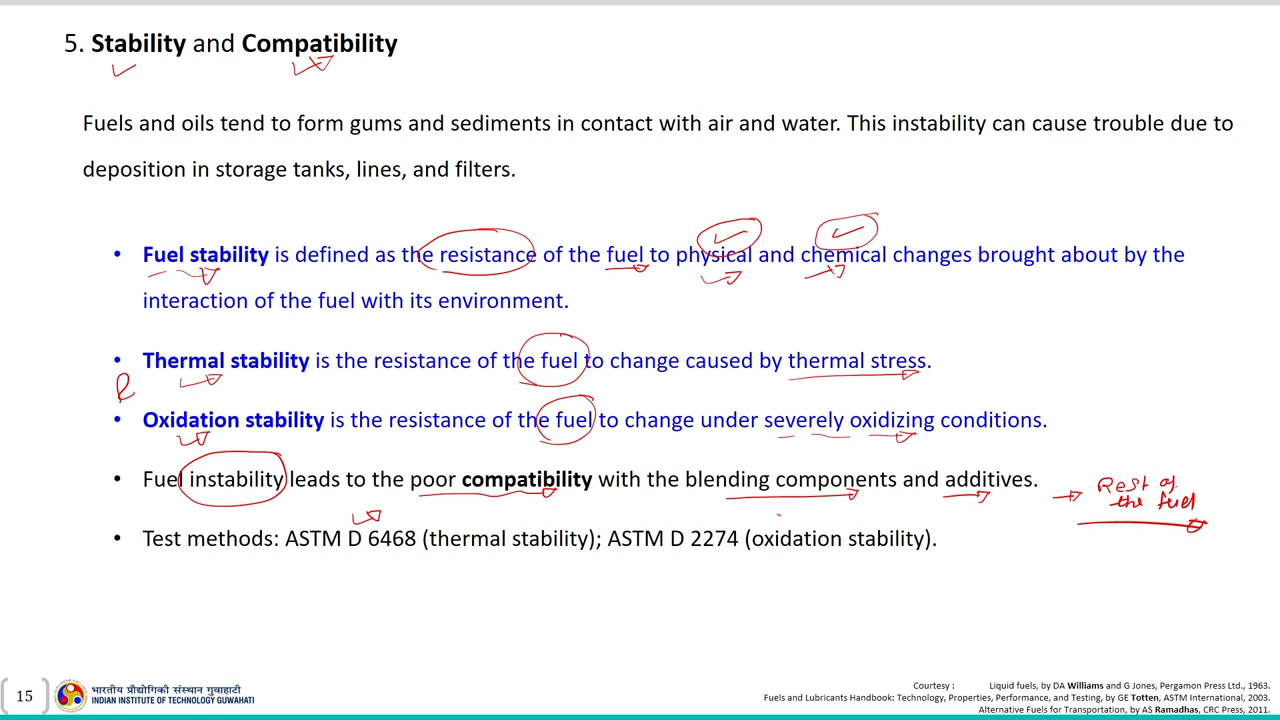 5. Stability and Compatibility
Fuels and oils tend to form gums and sediments in contact with air and water. This instability can cause trouble due to
deposition in storage tanks, lines, and filters.
• Fuel stability is defined as the resistance of the fuel to physical and chemical changes brought about by the
interaction of the fuel with its environment.
• Thermal stability is the resistance of the fuel to change caused by thermal stress.
R
• Oxidation stability is the resistance of the fuel to change under severely oxidizing conditions.
• Fuel instability leads to the poor compatibility with the blending components and additives.
→ Rest of
the fuel
• Test methods: ASTM D 6468 (thermal stability); ASTM D 2274 (oxidation stability).
15
भारतीय प्रौद्योगिकी संस्थान गुवाहाटी
INDIAN INSTITUTE OF TECHNOLOGY GUWAHATI
Courtesy : Liquid fuels, by DA Williams and G Jones, Pergamon Press Ltd., 1963.
Fuels and Lubricants Handbook: Technology, Properties, Performance, and Testing, by GE Totten, ASTM International, 2003.
Alternative Fuels for Transportation, by AS Ramadhas, CRC Press, 2011.